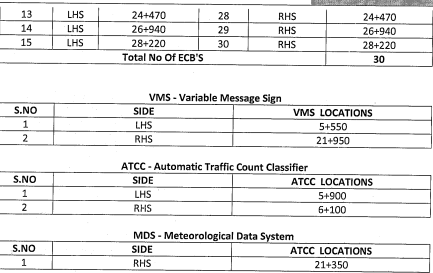 13 LHS 24+470 28 RHS 24+470
14 LHS 26+940 29 RHS 26+940
15 LHS 28+220 30 RHS 28+220
Total No Of ECB'S 30
VMS - Variable Message Sign
S.NO SIDE VMS LOCATIONS
1 LHS 5+550
2 RHS 21+950
ATCC - Automatic Traffic Count Classifier
S.NO SIDE ATCC LOCATIONS
1 LHS 5+900
2 RHS 6+100
MDS - Meteorological Data System
S.NO SIDE ATCC LOCATIONS
1 RHS 21+350